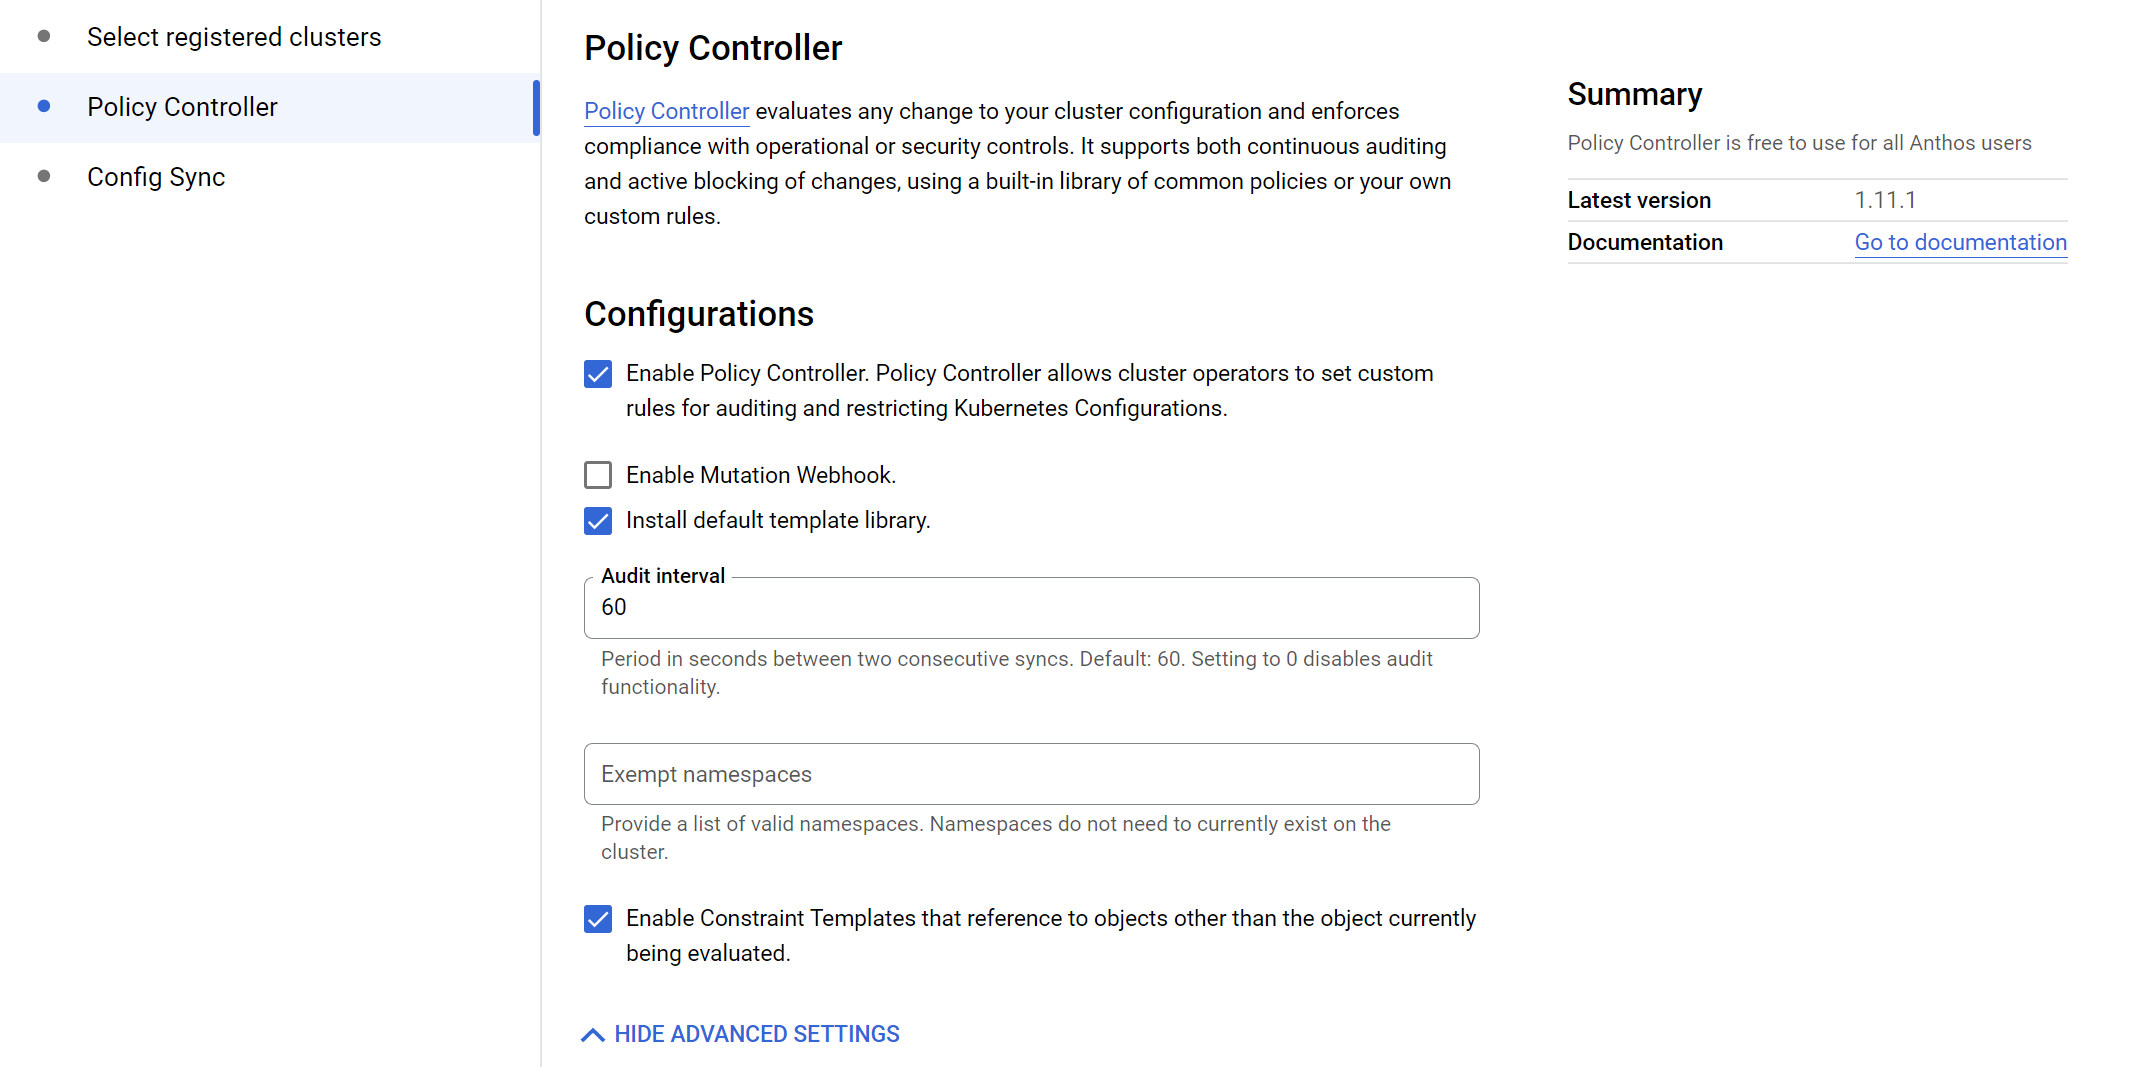 Select registered clusters
Policy Controller
Config Sync
Policy Controller
Policy Controller evaluates any change to your cluster configuration and enforces
compliance with operational or security controls. It supports both continuous auditing
and active blocking of changes, using a built-in library of common policies or your own
custom rules.
Configurations
Enable Policy Controller. Policy Controller allows cluster operators to set custom
rules for auditing and restricting Kubernetes Configurations.
Enable Mutation Webhook.
Install default template library.
Audit interval
60
Period in seconds between two consecutive syncs. Default: 60. Setting to 0 disables audit
functionality.
Exempt namespaces
Provide a list of valid namespaces. Namespaces do not need to currently exist on the
cluster.
Enable Constraint Templates that reference to objects other than the object currently
being evaluated.
HIDE ADVANCED SETTINGS
Summary
Policy Controller is free to use for all Anthos users
Latest version 1.11.1
Documentation Go to documentation